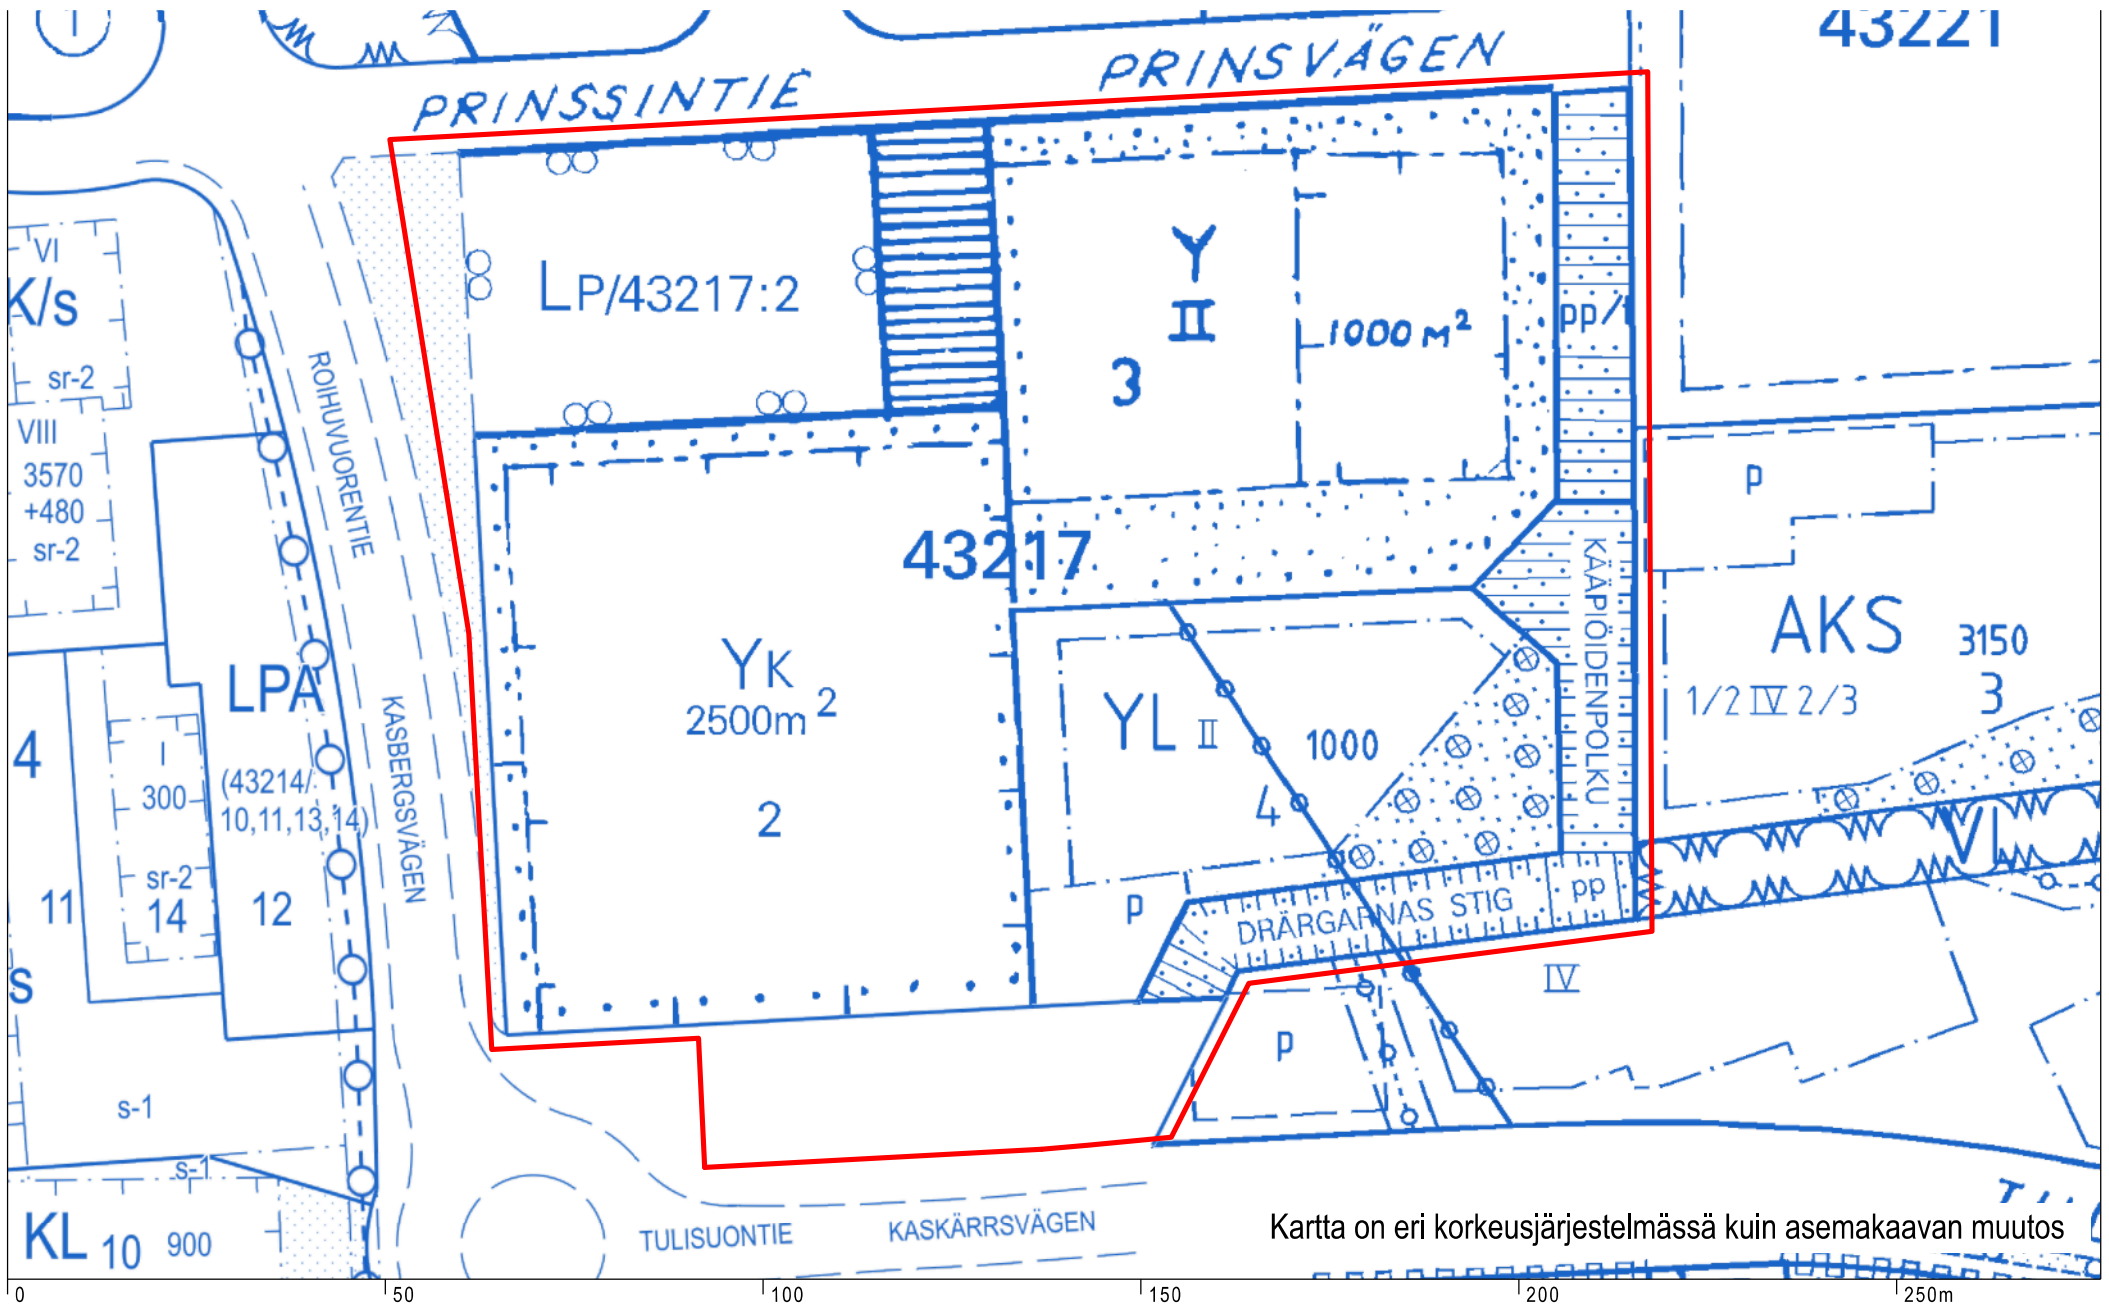 I
43221
PRINSSINTIE
PRINSVÄGEN
VI
K/s
sr-2
VIII
3570
+480
sr-2
ROIHUVUORENTIE
KASBERGSVÄGEN
LP/43217:2
Y
II
3
1000 M²
pp/t
43217
YK
2500m²
2
YL II
1000
4
p
KÄÄPIÖIDENPOLKU
DRÄRGARNAS STIG
pp
p
AKS
3150
1/2 IV 2/3
3
VL
IV
p
LPA
(43214/
10,11,13,14)
12
4
I
300
sr-2
14
11
s
s-1
s-1
KL 10 900
TULISUONTIE
KASKÄRRSVÄGEN
Kartta on eri korkeusjärjestelmässä kuin asemakaavan muutos
0
50
100
150
200
250m